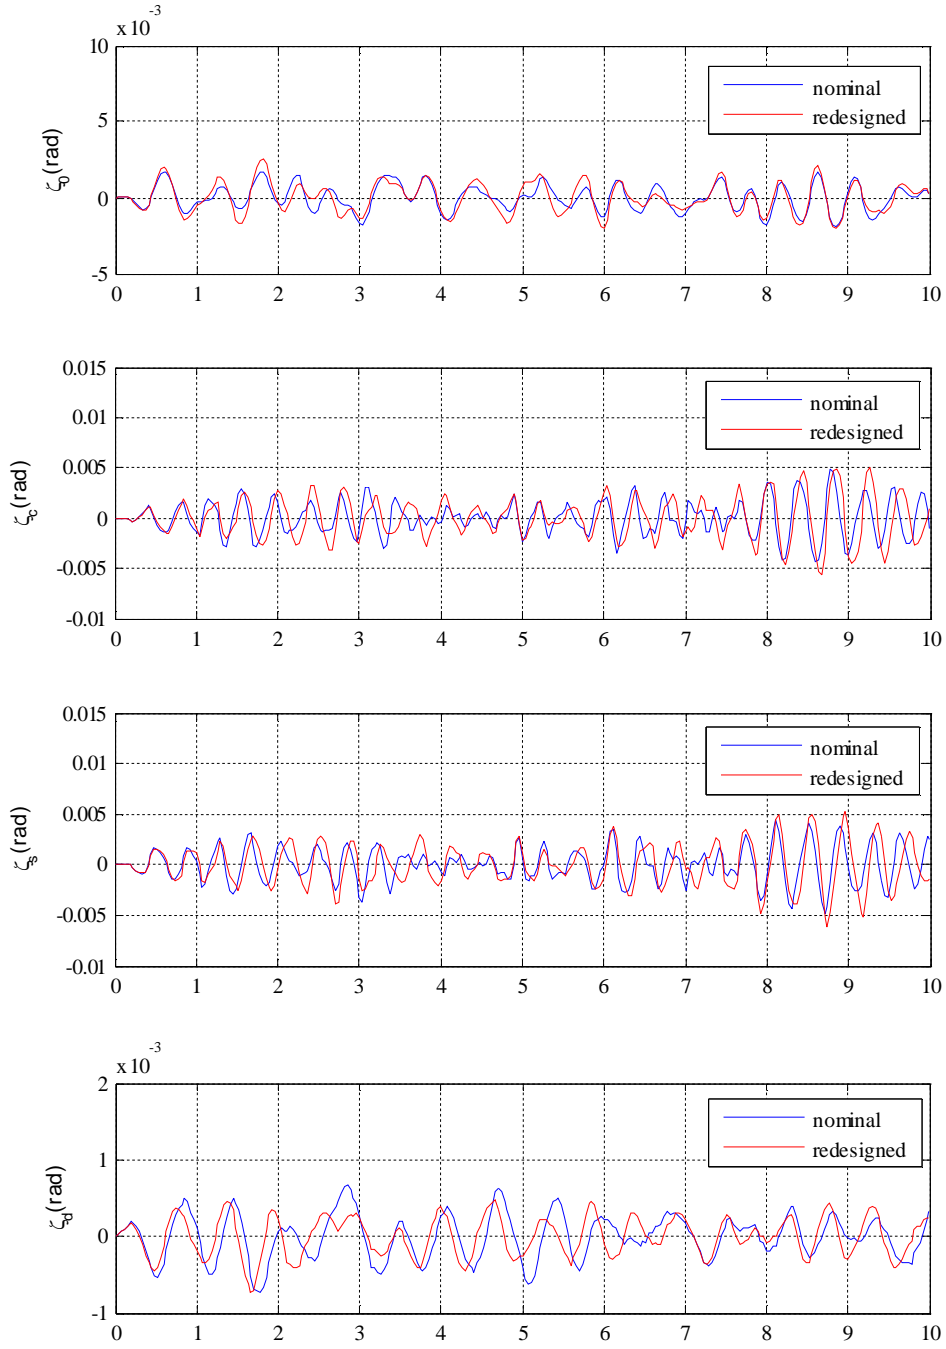 x 10^-3
10
5
0
-5
ζ0(rad)
nominal
redesigned
0 1 2 3 4 5 6 7 8 9 10
0.015
0.01
0.005
0
-0.005
-0.01
ζc(rad)
nominal
redesigned
0 1 2 3 4 5 6 7 8 9 10
0.015
0.01
0.005
0
-0.005
-0.01
ζs(rad)
nominal
redesigned
0 1 2 3 4 5 6 7 8 9 10
x 10^-3
2
1
0
-1
ζd(rad)
nominal
redesigned
0 1 2 3 4 5 6 7 8 9 10